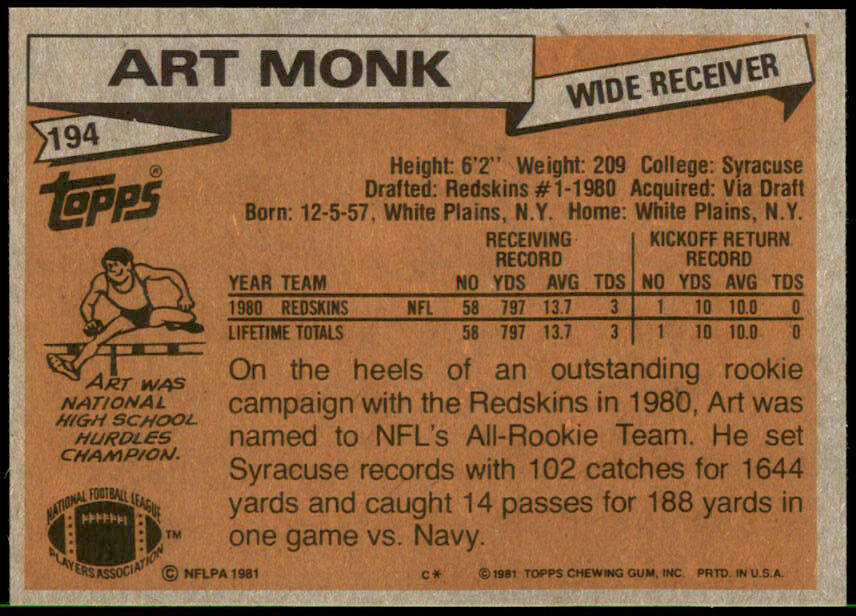 ART MONK
WIDE RECEIVER
194
TOPPS®
Height: 6'2'' Weight: 209 College: Syracuse
Drafted: Redskins #1-1980 Acquired: Via Draft
Born: 12-5-57, White Plains, N.Y. Home: White Plains, N.Y.
RECEIVING RECORD KICKOFF RETURN RECORD
YEAR TEAM NO YDS AVG TDS NO YDS AVG TDS
1980 REDSKINS NFL 58 797 13.7 3 1 10 10.0 0
LIFETIME TOTALS 58 797 13.7 3 1 10 10.0 0
ART WAS
NATIONAL
HIGH SCHOOL
HURDLES
CHAMPION.
On the heels of an outstanding rookie
campaign with the Redskins in 1980, Art was
named to NFL's All-Rookie Team. He set
Syracuse records with 102 catches for 1644
yards and caught 14 passes for 188 yards in
one game vs. Navy.
NATIONAL FOOTBALL LEAGUE
PLAYERS ASSOCIATION
TM
© NFLPA 1981
C*
© 1981 TOPPS CHEWING GUM, INC. PRTD. IN U.S.A.